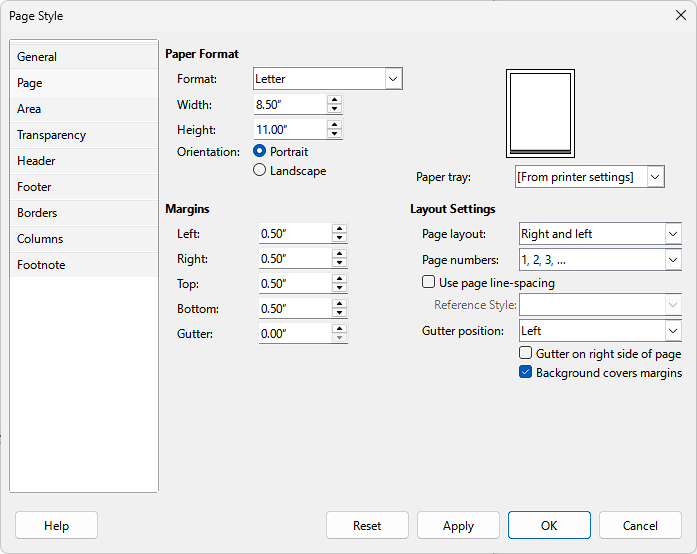 Page Style
General
Page
Area
Transparency
Header
Footer
Borders
Columns
Footnote
Paper Format
Format: Letter
Width: 8.50"
Height: 11.00"
Orientation: Portrait
Landscape
Paper tray: [From printer settings]
Margins
Left: 0.50"
Right: 0.50"
Top: 0.50"
Bottom: 0.50"
Gutter: 0.00"
Layout Settings
Page layout: Right and left
Page numbers: 1, 2, 3, ...
Use page line-spacing
Reference Style:
Gutter position: Left
Gutter on right side of page
Background covers margins
Help
Reset
Apply
OK
Cancel